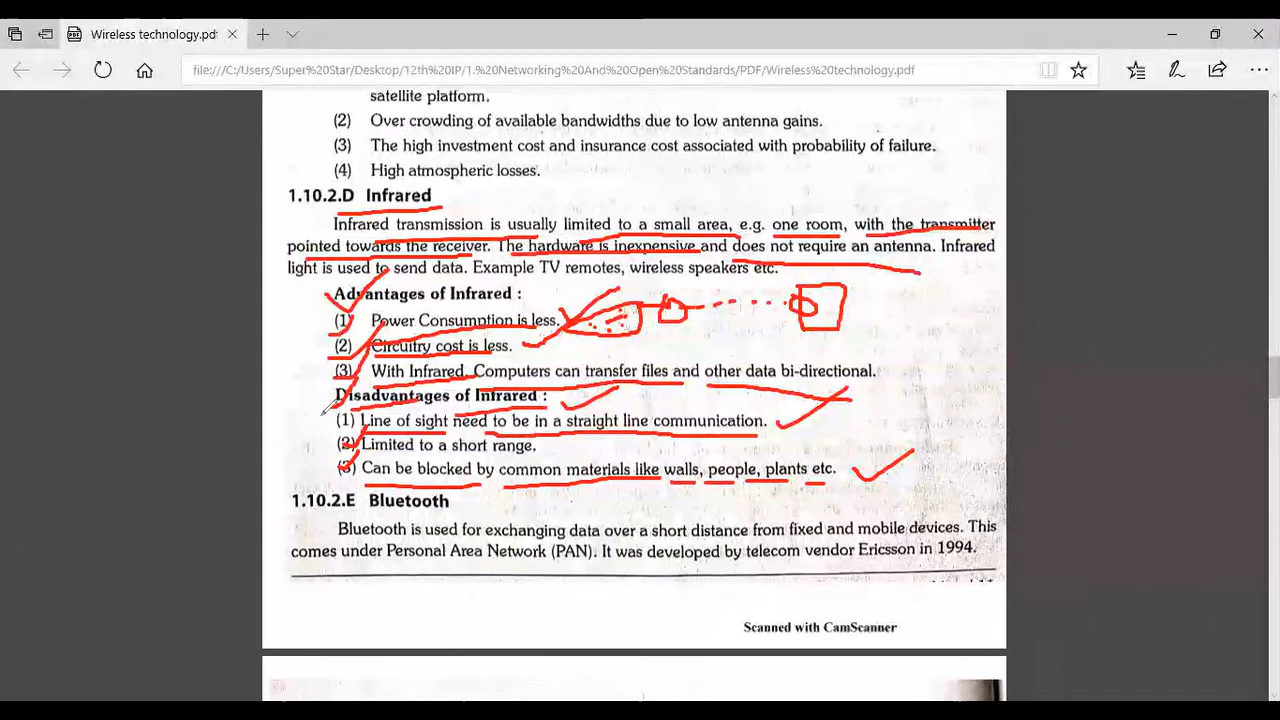 Wireless technology.pdf
file:///C:/Users/Super%20Star/Desktop/12th%20IP/1.%20Networking%20And%20Open%20Standards/PDF/Wireless%20technology.pdf
satellite platform.
(2) Over crowding of available bandwidths due to low antenna gains.
(3) The high investment cost and insurance cost associated with probability of failure.
(4) High atmospheric losses.
1.10.2.D Infrared
Infrared transmission is usually limited to a small area, e.g. one room, with the transmitter
pointed towards the receiver. The hardware is inexpensive and does not require an antenna. Infrared
light is used to send data. Example TV remotes, wireless speakers etc.
Advantages of Infrared :
(1) Power Consumption is less.
(2) Circuitry cost is less.
(3) With Infrared, Computers can transfer files and other data bi-directional.
Disadvantages of Infrared :
(1) Line of sight need to be in a straight line communication.
(2) Limited to a short range.
(3) Can be blocked by common materials like walls, people, plants etc.
1.10.2.E Bluetooth
Bluetooth is used for exchanging data over a short distance from fixed and mobile devices. This
comes under Personal Area Network (PAN). It was developed by telecom vendor Ericsson in 1994.
Scanned with CamScanner